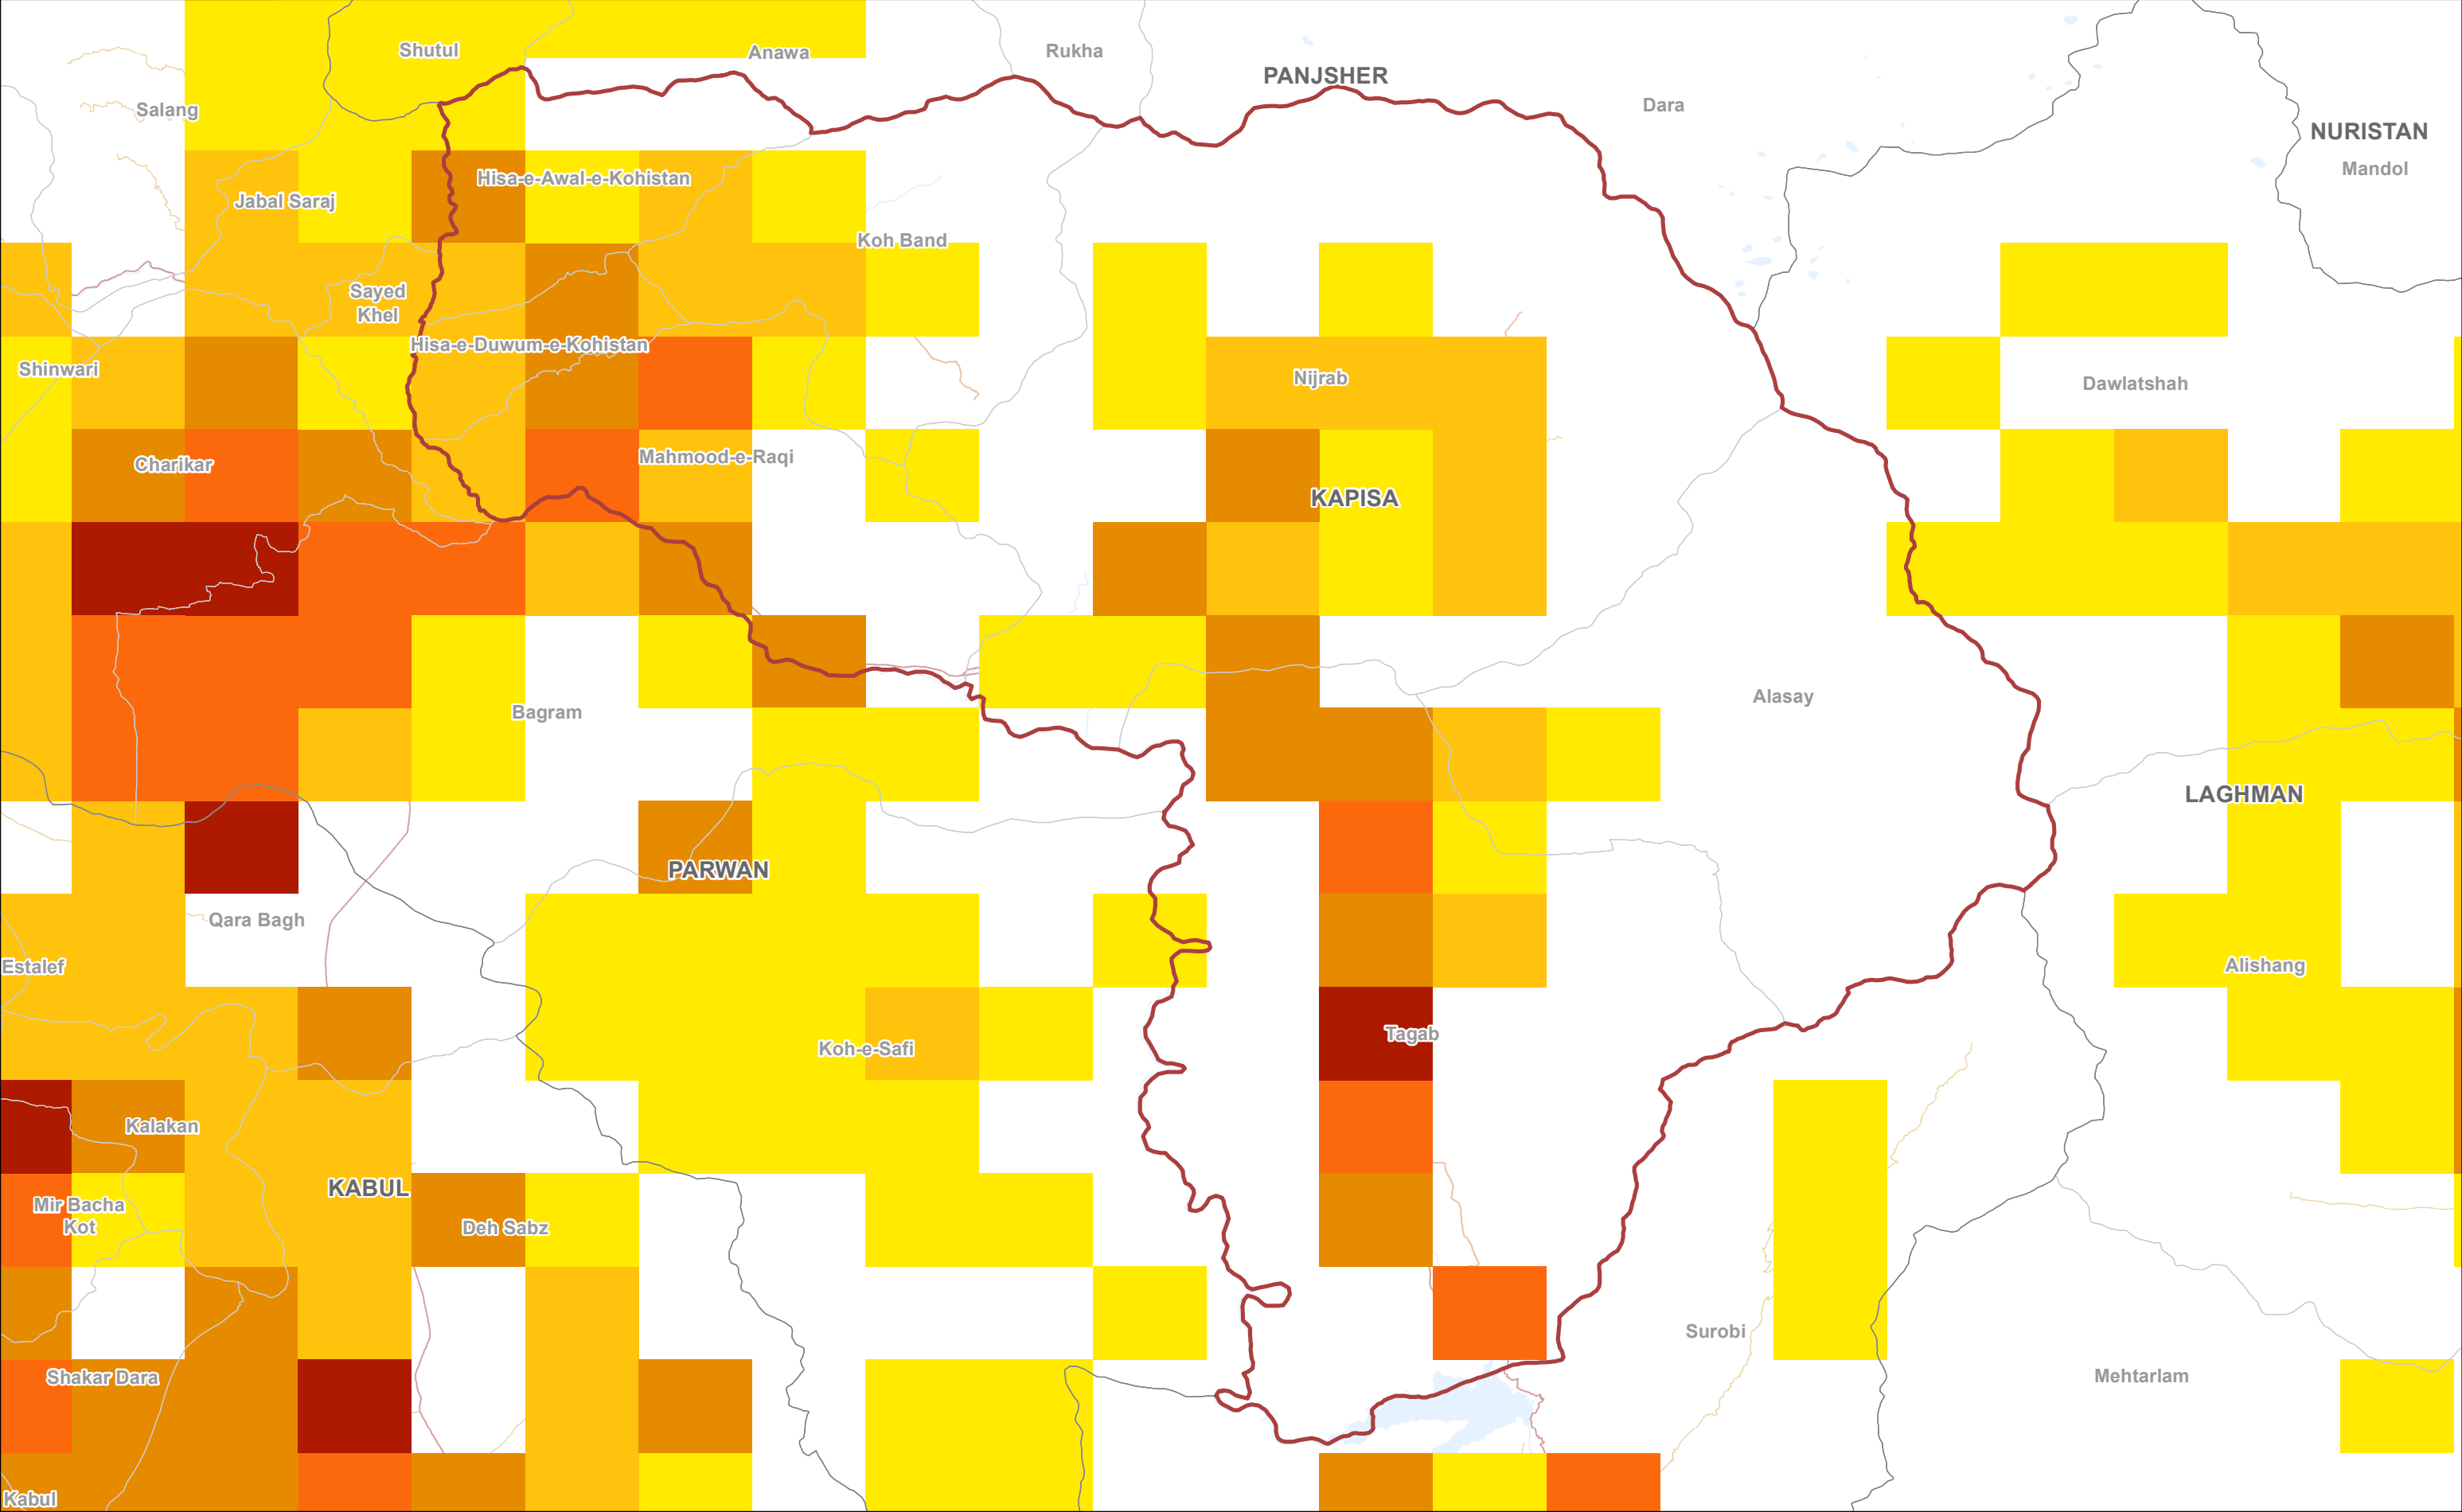 Shutul
Anawa
Rukha
PANJSHER
Dara
Salang
NURISTAN
Mandol
Hisa-e-Awal-e-Kohistan
Jabal Saraj
Koh Band
Sayed
Khel
Hisa-e-Duwum-e-Kohistan
Shinwari
Nijrab
Dawlatshah
Charikar
Mahmood-e-Raqi
KAPISA
Alasay
Bagram
LAGHMAN
PARWAN
Qara Bagh
Estalef
Alishang
Tagab
Koh-e-Safi
Kalakan
KABUL
Mir Bacha
Kot
Deh Sabz
Surobi
Shakar Dara
Mehtarlam
Kabul